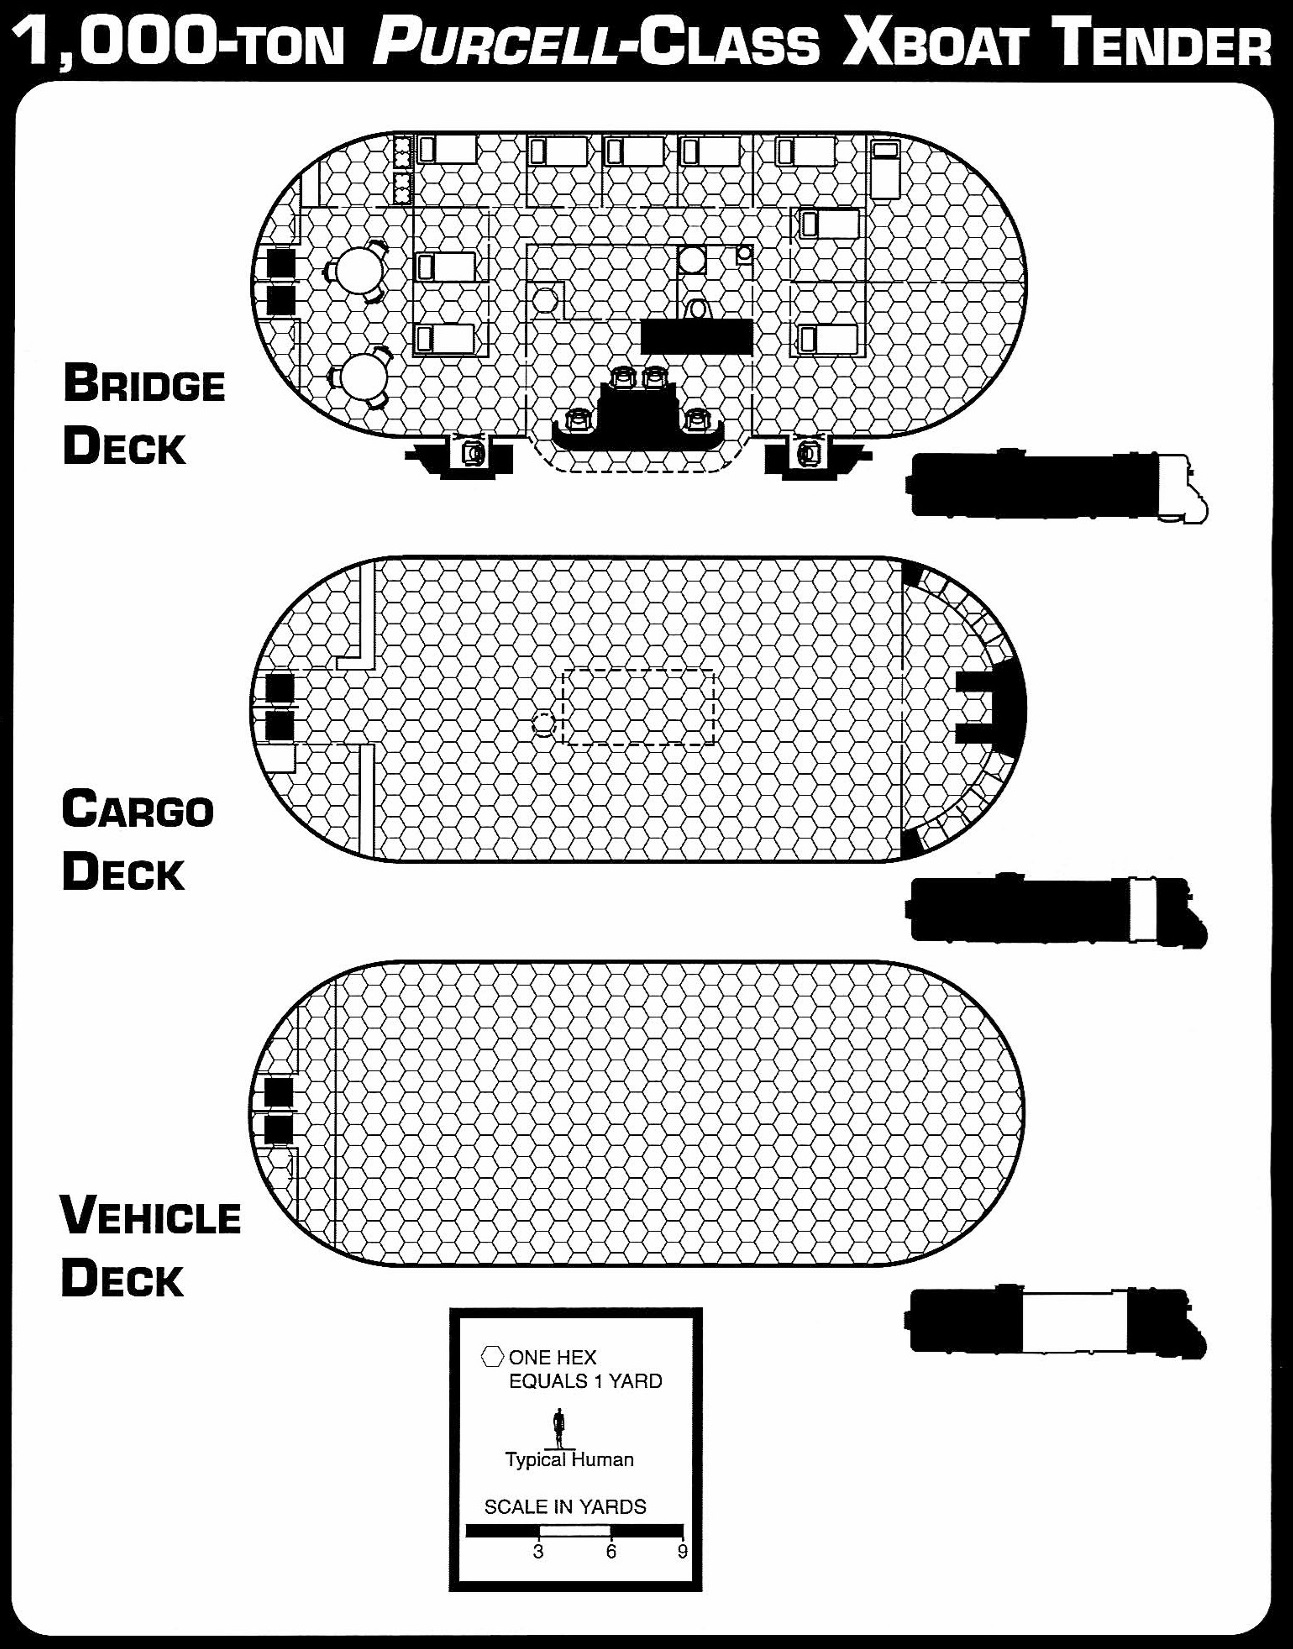 1,000-TON PURCELL-CLASS XBOAT TENDER
BRIDGE
DECK
CARGO
DECK
VEHICLE
DECK
ONE HEX
EQUALS 1 YARD
Typical Human
SCALE IN YARDS
3 6 9